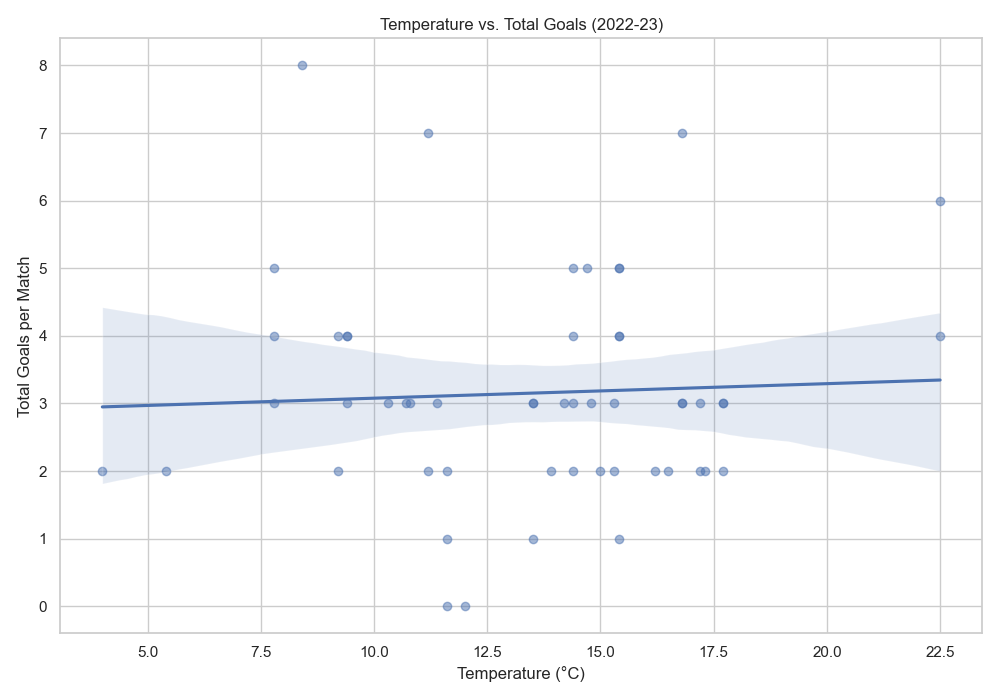 Temperature vs. Total Goals (2022-23)
Total Goals per Match
8
7
6
5
4
3
2
1
0
5.0 7.5 10.0 12.5 15.0 17.5 20.0 22.5
Temperature (°C)